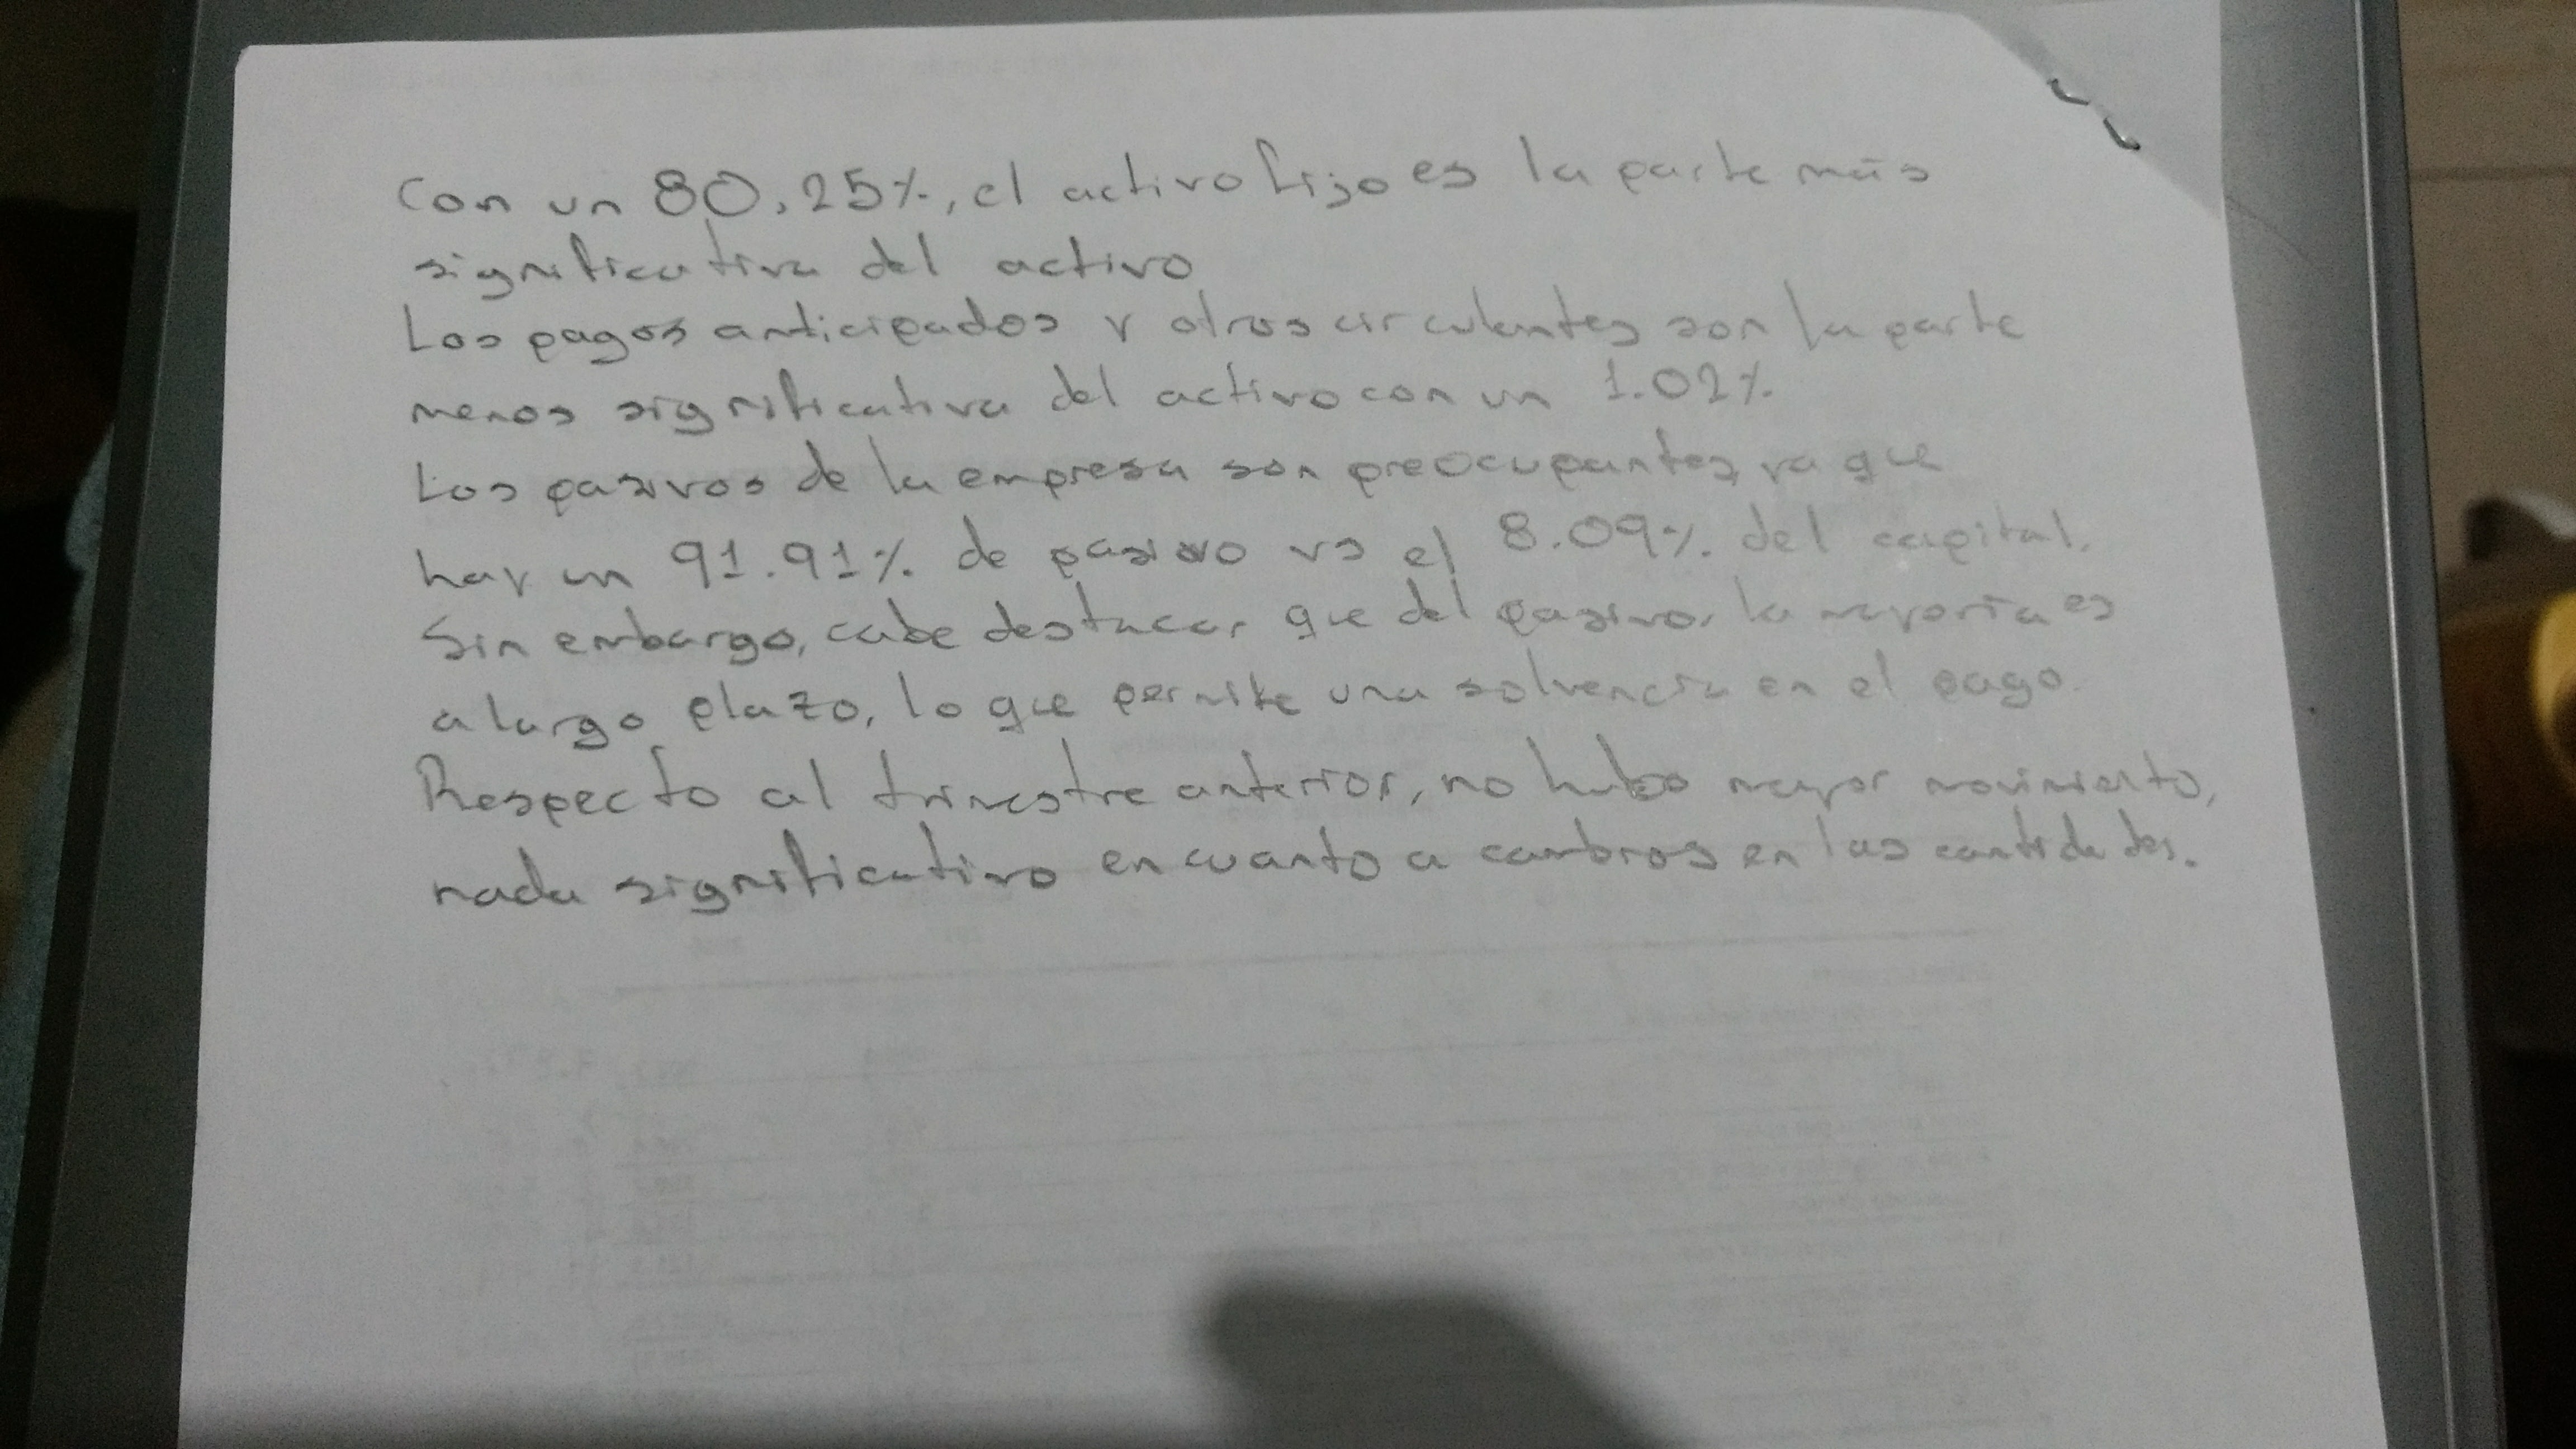 Con un 80.25%, el activo fijo es la parte más
significativa del activo
Los pagos anticipados y otros circulantes son la parte
menos significativa del activo con un 1.02%
Los pasivos de la empresa son preocupantes, ya que
hay un 91.91% de pasivo vs el 8.09% del capital.
Sin embargo, cabe destacar que del pasivo, la mayoría es
a largo plazo, lo que permite una solvencia en el pago.
Respecto al trimestre anterior, no hubo mayor movimiento,
nada significativo en cuanto a cambios en las cantidades.